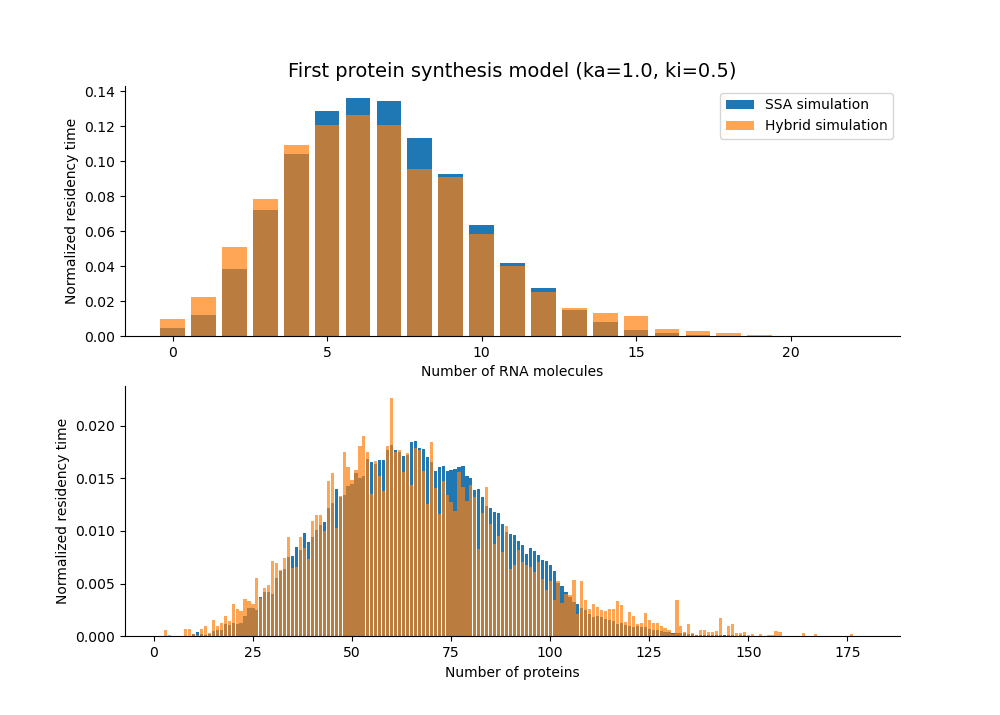 First protein synthesis model (ka=1.0, ki=0.5)
0.14
0.12
0.10
0.08
0.06
0.04
0.02
0.00
Normalized residency time
SSA simulation
Hybrid simulation
0 5 10 15 20
Number of RNA molecules
0.020
0.015
0.010
0.005
0.000
Normalized residency time
0 25 50 75 100 125 150 175
Number of proteins